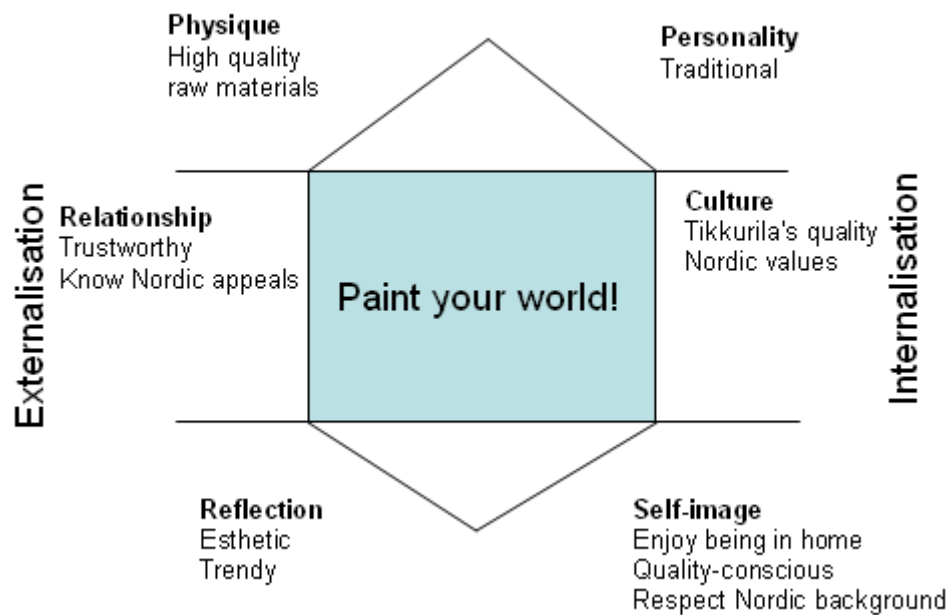 Physique
High quality
raw materials
Personality
Traditional
Externalisation
Relationship
Trustworthy
Know Nordic appeals
Paint your world!
Culture
Tikkurila's quality
Nordic values
Internalisation
Reflection
Esthetic
Trendy
Self-image
Enjoy being in home
Quality-conscious
Respect Nordic background